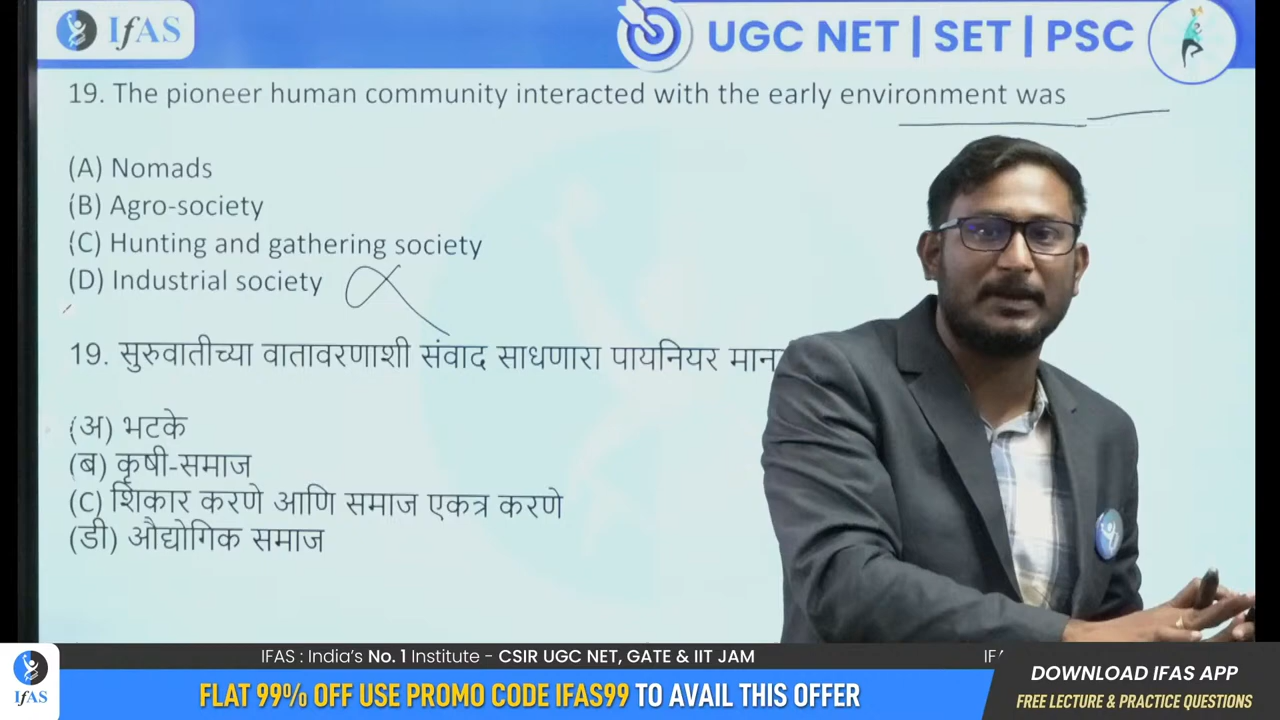 IfAS
UGC NET | SET | PSC
19. The pioneer human community interacted with the early environment was
(A) Nomads
(B) Agro-society
(C) Hunting and gathering society
(D) Industrial society
19. सुरुवातीच्या वातावरणाशी संवाद साधणारा पायनियर मान
(अ) भटके
(ब) कृषी-समाज
(C) शिकार करणे आणि समाज एकत्र करणे
(डी) औद्योगिक समाज
IFAS : India's No. 1 Institute - CSIR UGC NET, GATE & IIT JAM
IF
IfAS
FLAT 99% OFF USE PROMO CODE IFAS99 TO AVAIL THIS OFFER
DOWNLOAD IFAS APP
FREE LECTURE & PRACTICE QUESTIONS